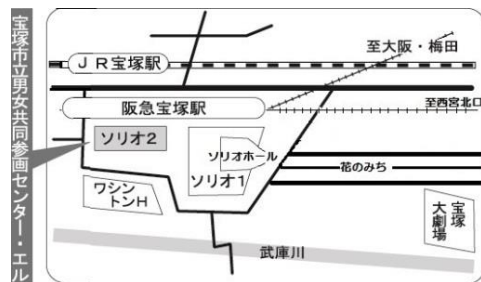 宝塚市立男女共同参画センター・エル
JR宝塚駅
至大阪・梅田
阪急宝塚駅
至西宮北口
ソリオ2
ソリオホール
ソリオ1
花のみち
ワシン
トンH
宝塚
大劇場
武庫川